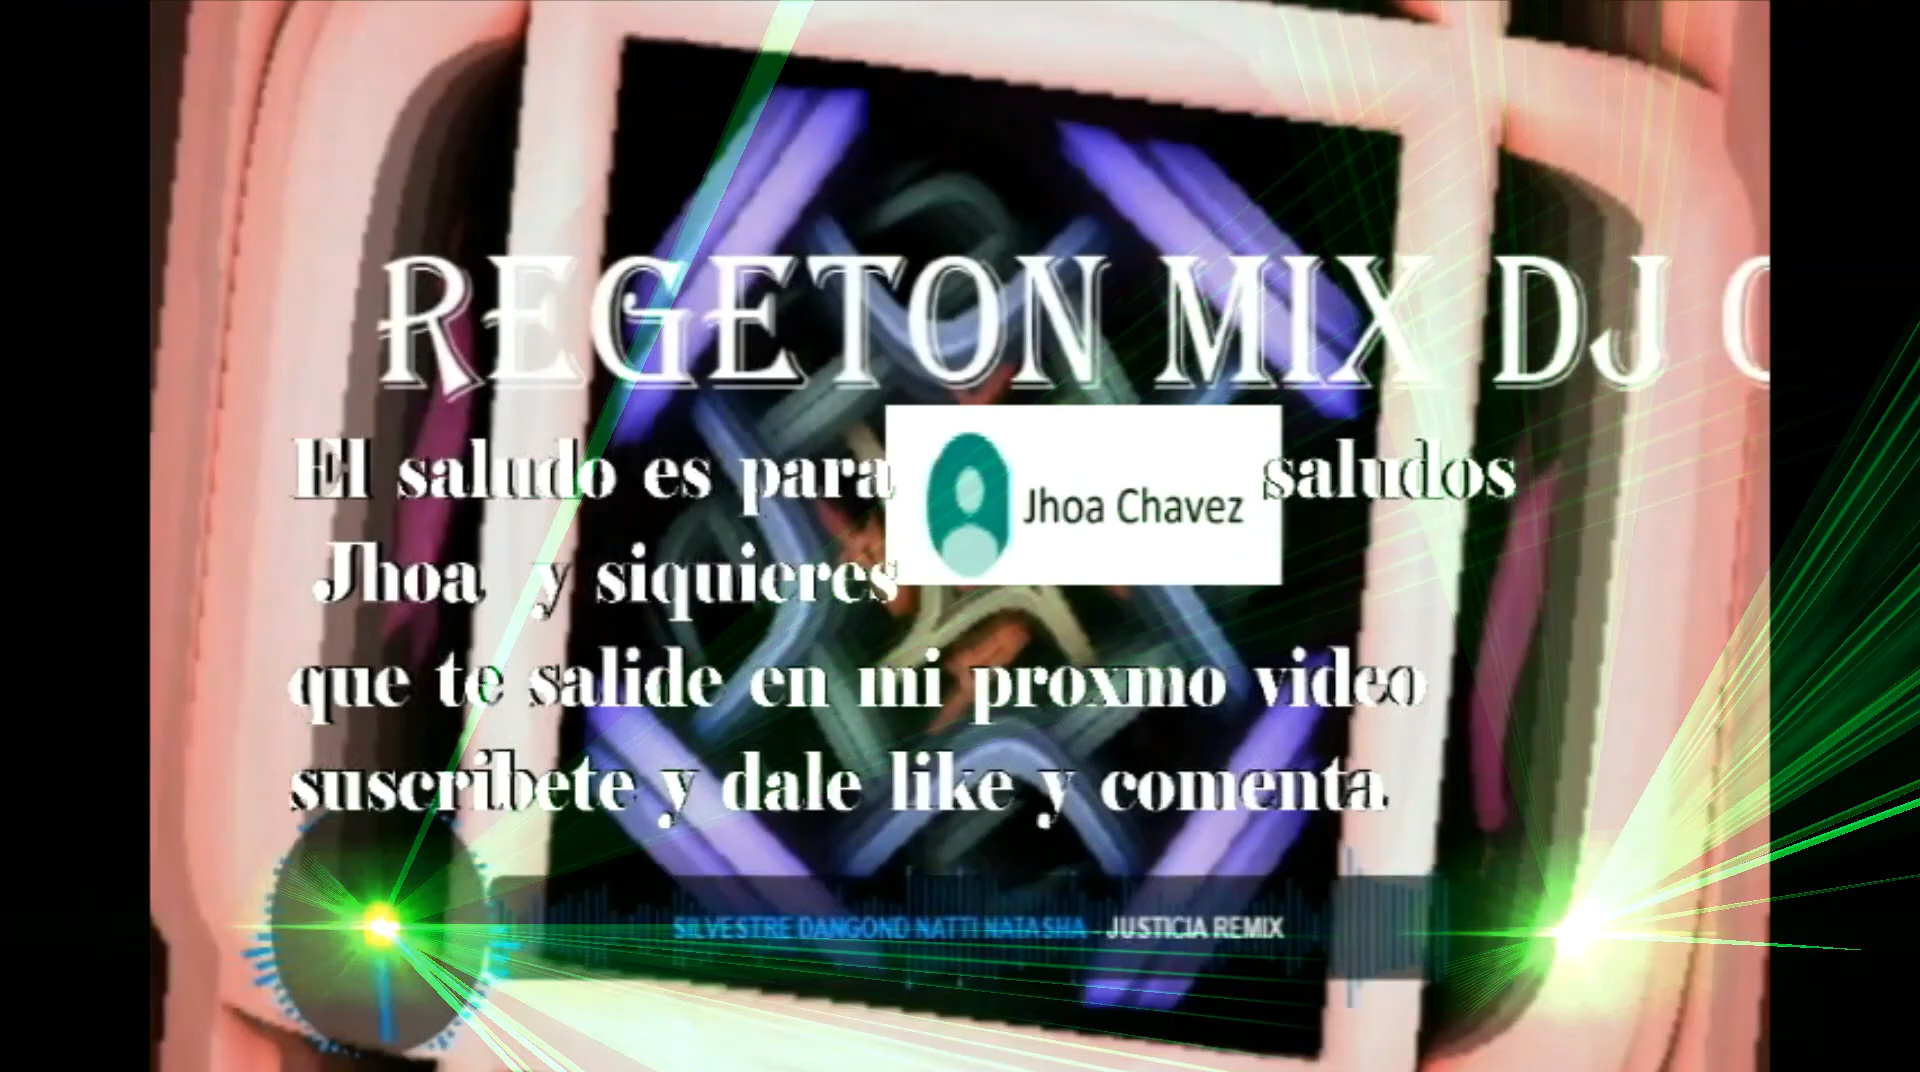 REGETON MIX DJ
El saludo es para Jhoa Chavez saludos
Jhoa y siquieres
que te salide en mi proxmo video
suscribete y dale like y comenta
SILVESTRE DANGOND NATTI NATASHA - JUSTICIA REMIX